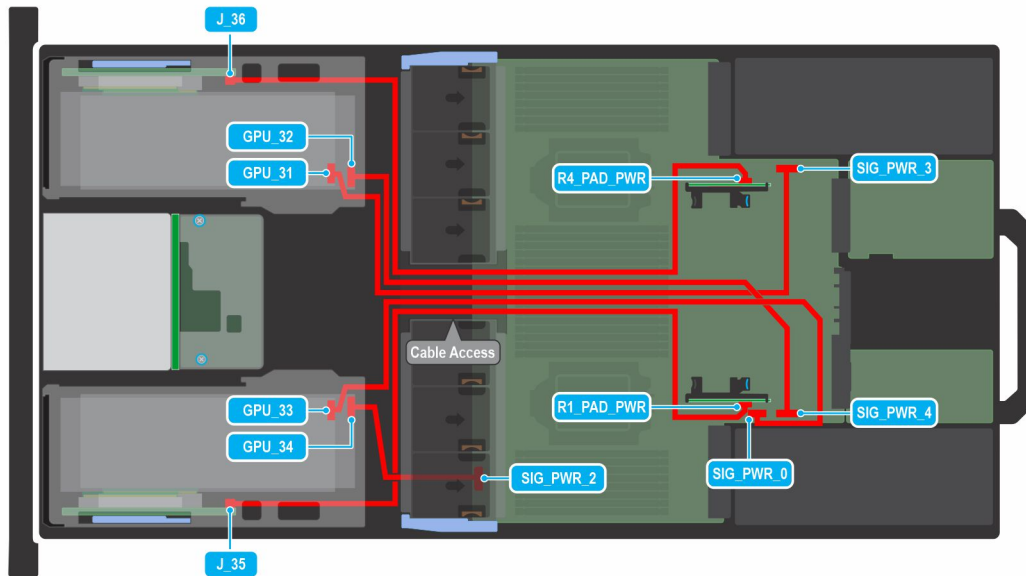 J_36
GPU_32
GPU_31
R4_PAD_PWR
SIG_PWR_3
Cable Access
GPU_33
R1_PAD_PWR
SIG_PWR_4
GPU_34
SIG_PWR_2
SIG_PWR_0
J_35